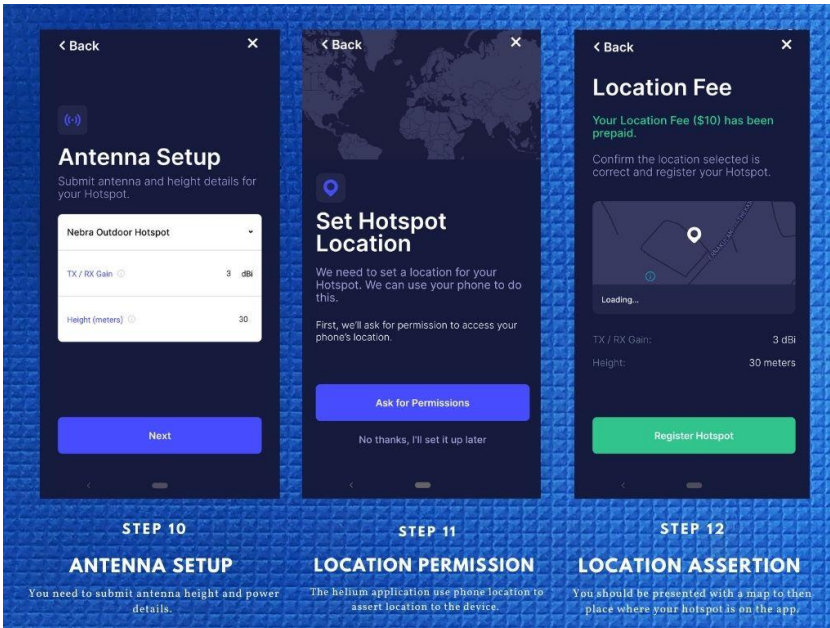 < Back
×
Antenna Setup
Submit antenna and height details for
your Hotspot.
Nebra Outdoor Hotspot
TX / RX Gain 3 dBi
Height (meters) 30
Next
STEP 10
ANTENNA SETUP
You need to submit antenna height and power
details.
< Back
×
Set Hotspot
Location
We need to set a location for your
Hotspot. We can use your phone to do
this.
First, we'll ask for permission to access your
phone's location.
Ask for Permissions
No thanks, I'll set it up later
STEP 11
LOCATION PERMISSION
The helium application use phone location to
assert location to the device.
< Back
×
Location Fee
Your Location Fee ($10) has been
prepaid.
Confirm the location selected is
correct and register your Hotspot.
Loading...
TX / RX Gain: 3 dBi
Height: 30 meters
Register Hotspot
STEP 12
LOCATION ASSERTION
You should be presented with a map to then
place where your hotspot is on the app.